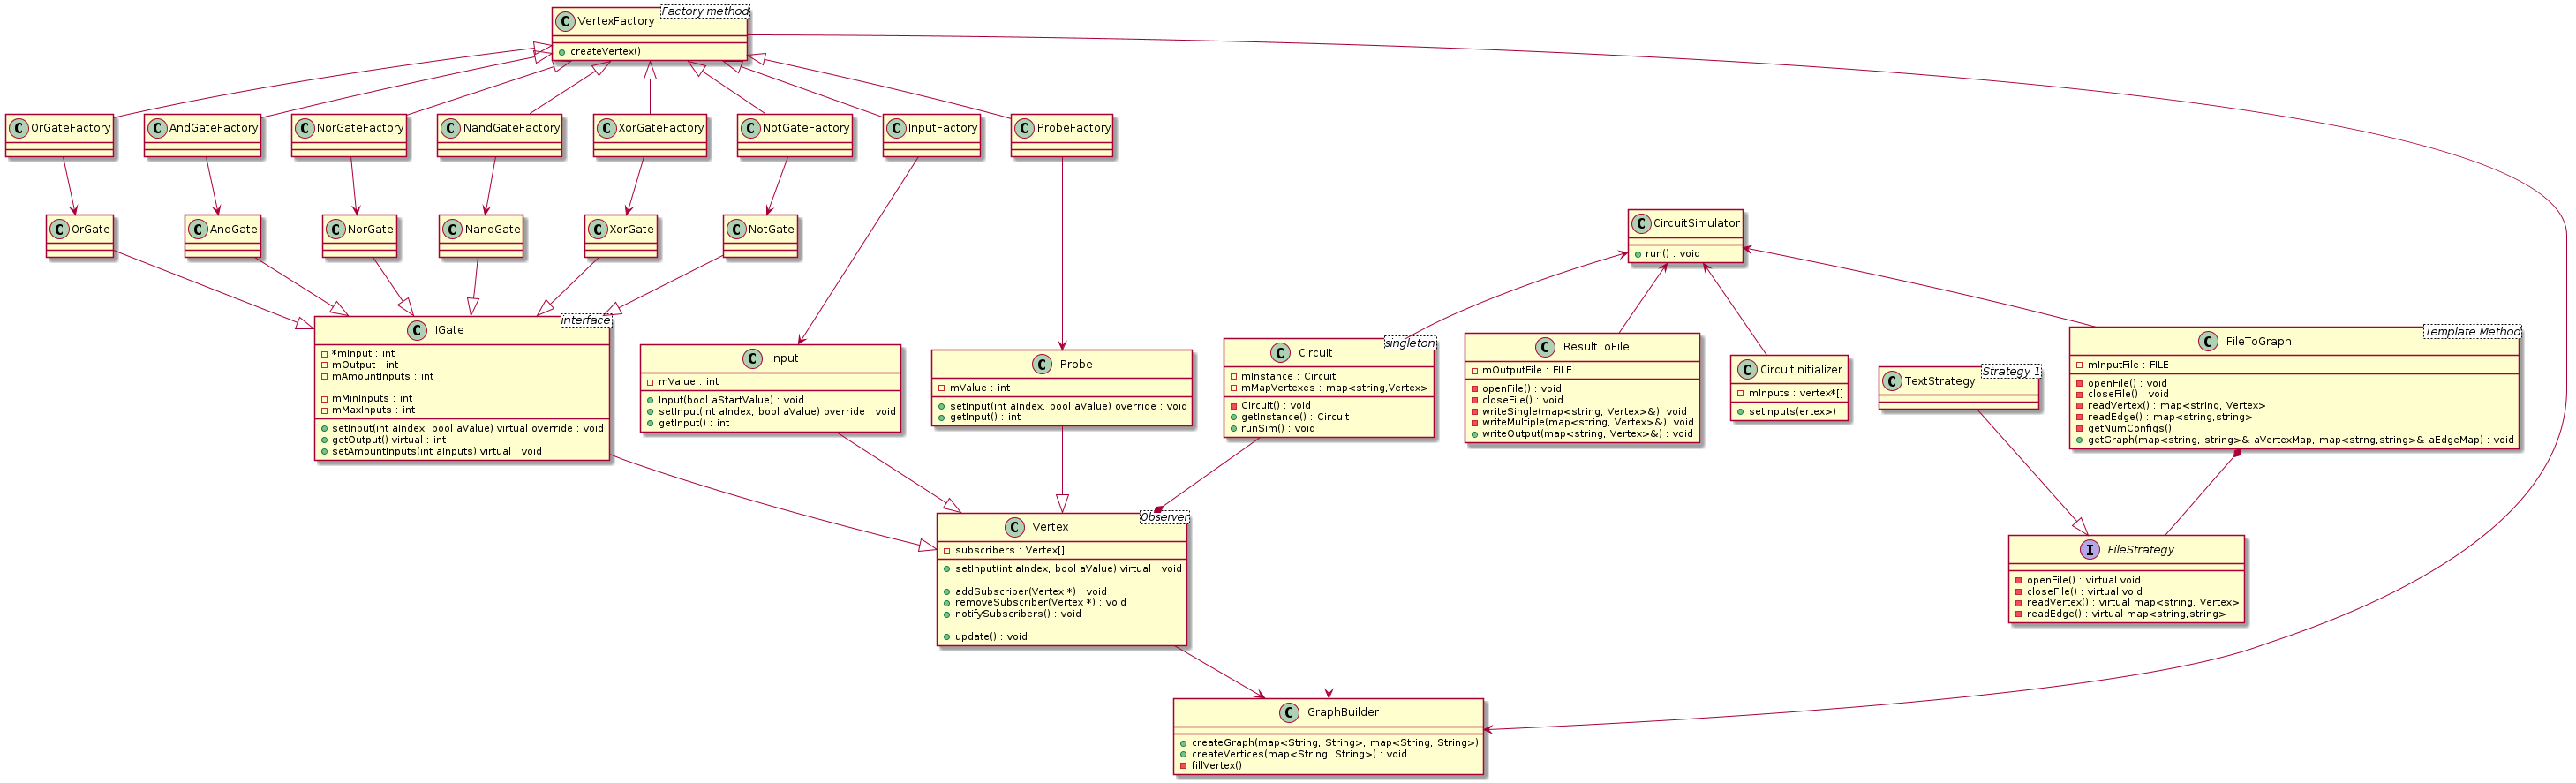 VertexFactory
Factory method
createVertex()
OrGateFactory
AndGateFactory
NorGateFactory
NandGateFactory
XorGateFactory
NotGateFactory
InputFactory
ProbeFactory
OrGate
AndGate
NorGate
NandGate
XorGate
NotGate
CircuitSimulator
run() : void
IGate
interface
*mInput : int
mOutput : int
mAmountInputs : int
mMinInputs : int
mMaxInputs : int
setInput(int aIndex, bool aValue) virtual override : void
getOutput() virtual : int
setAmountInputs(int aInputs) virtual : void
Input
mValue : int
Input(bool aStartValue) : void
setInput(int aIndex, bool aValue) override : void
getInput() : int
Probe
mValue : int
setInput(int aIndex, bool aValue) override : void
getInput() : int
Circuit
singleton
mInstance : Circuit
mMapVertexes : map<string,Vertex>
Circuit() : void
getInstance() : Circuit
runSim() : void
ResultToFile
mOutputFile : FILE
openFile() : void
closeFile() : void
writeSingle(map<string, Vertex>&): void
writeMultiple(map<string, Vertex>&): void
writeOutput(map<string, Vertex>&) : void
CircuitInitializer
mInputs : vertex*[]
setInputs(ertex>)
TextStrategy
Strategy 1
FileToGraph
Template Method
mInputFile : FILE
openFile() : void
closeFile() : void
readVertex() : map<string, Vertex>
readEdge() : map<string,string>
getNumConfigs();
getGraph(map<string, string>& aVertexMap, map<strng,string>& aEdgeMap) : void
Vertex
Observer
subscribers : Vertex[]
setInput(int aIndex, bool aValue) virtual : void
addSubscriber(Vertex *) : void
removeSubscriber(Vertex *) : void
notifySubscribers() : void
update() : void
FileStrategy
openFile() : virtual void
closeFile() : virtual void
readVertex() : virtual map<string, Vertex>
readEdge() : virtual map<string,string>
GraphBuilder
createGraph(map<String, String>, map<String, String>)
createVertices(map<String, String>) : void
fillVertex()